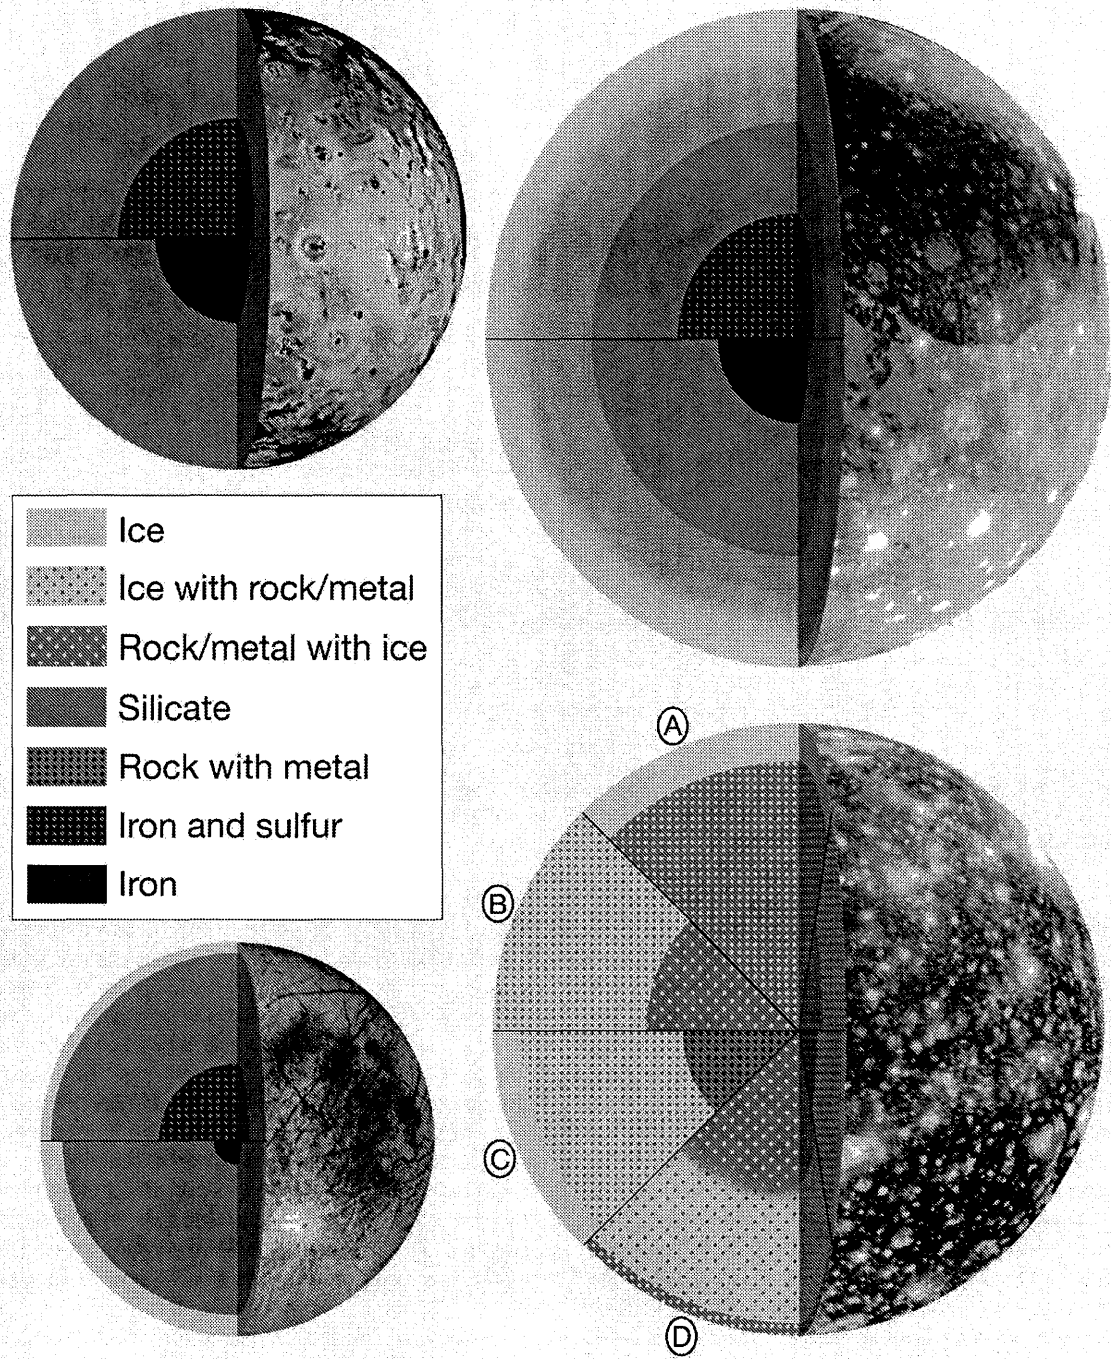 Ice
Ice with rock/metal
Rock/metal with ice
Silicate
Rock with metal
Iron and sulfur
Iron
A
B
C
D